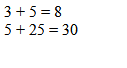 3 + 5 = 8
5 + 25 = 30